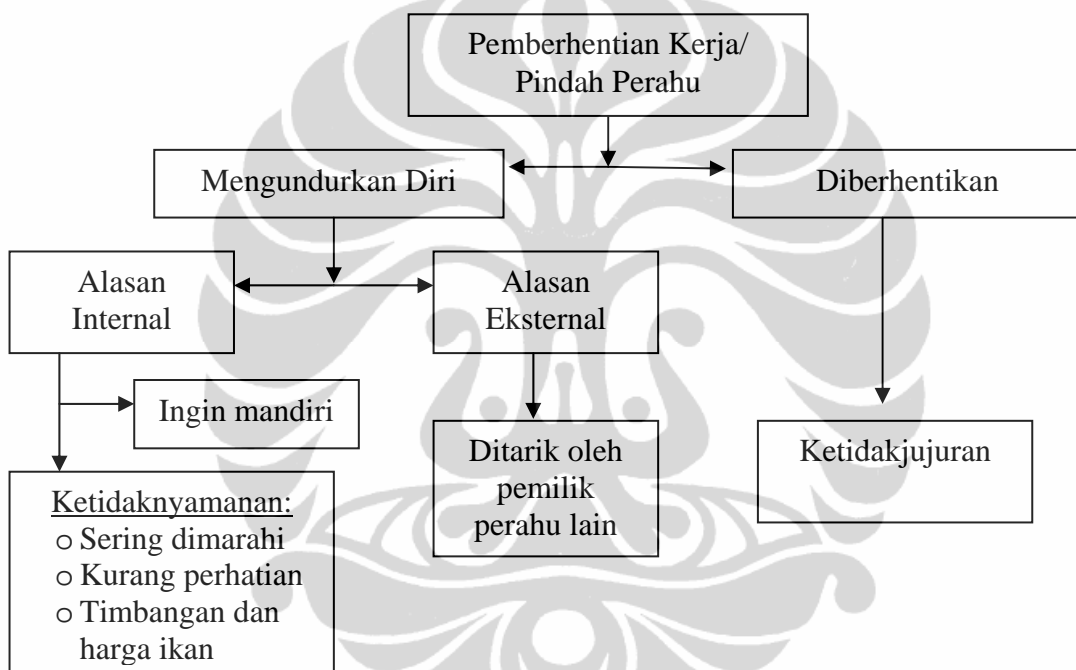 Pemberhentian Kerja/
Pindah Perahu
Mengundurkan Diri
Diberhentikan
Alasan
Internal
Alasan
Eksternal
Ingin mandiri
Ditarik oleh
pemilik
perahu lain
Ketidakjujuran
Ketidaknyamanan:
o Sering dimarahi
o Kurang perhatian
o Timbangan dan
harga ikan